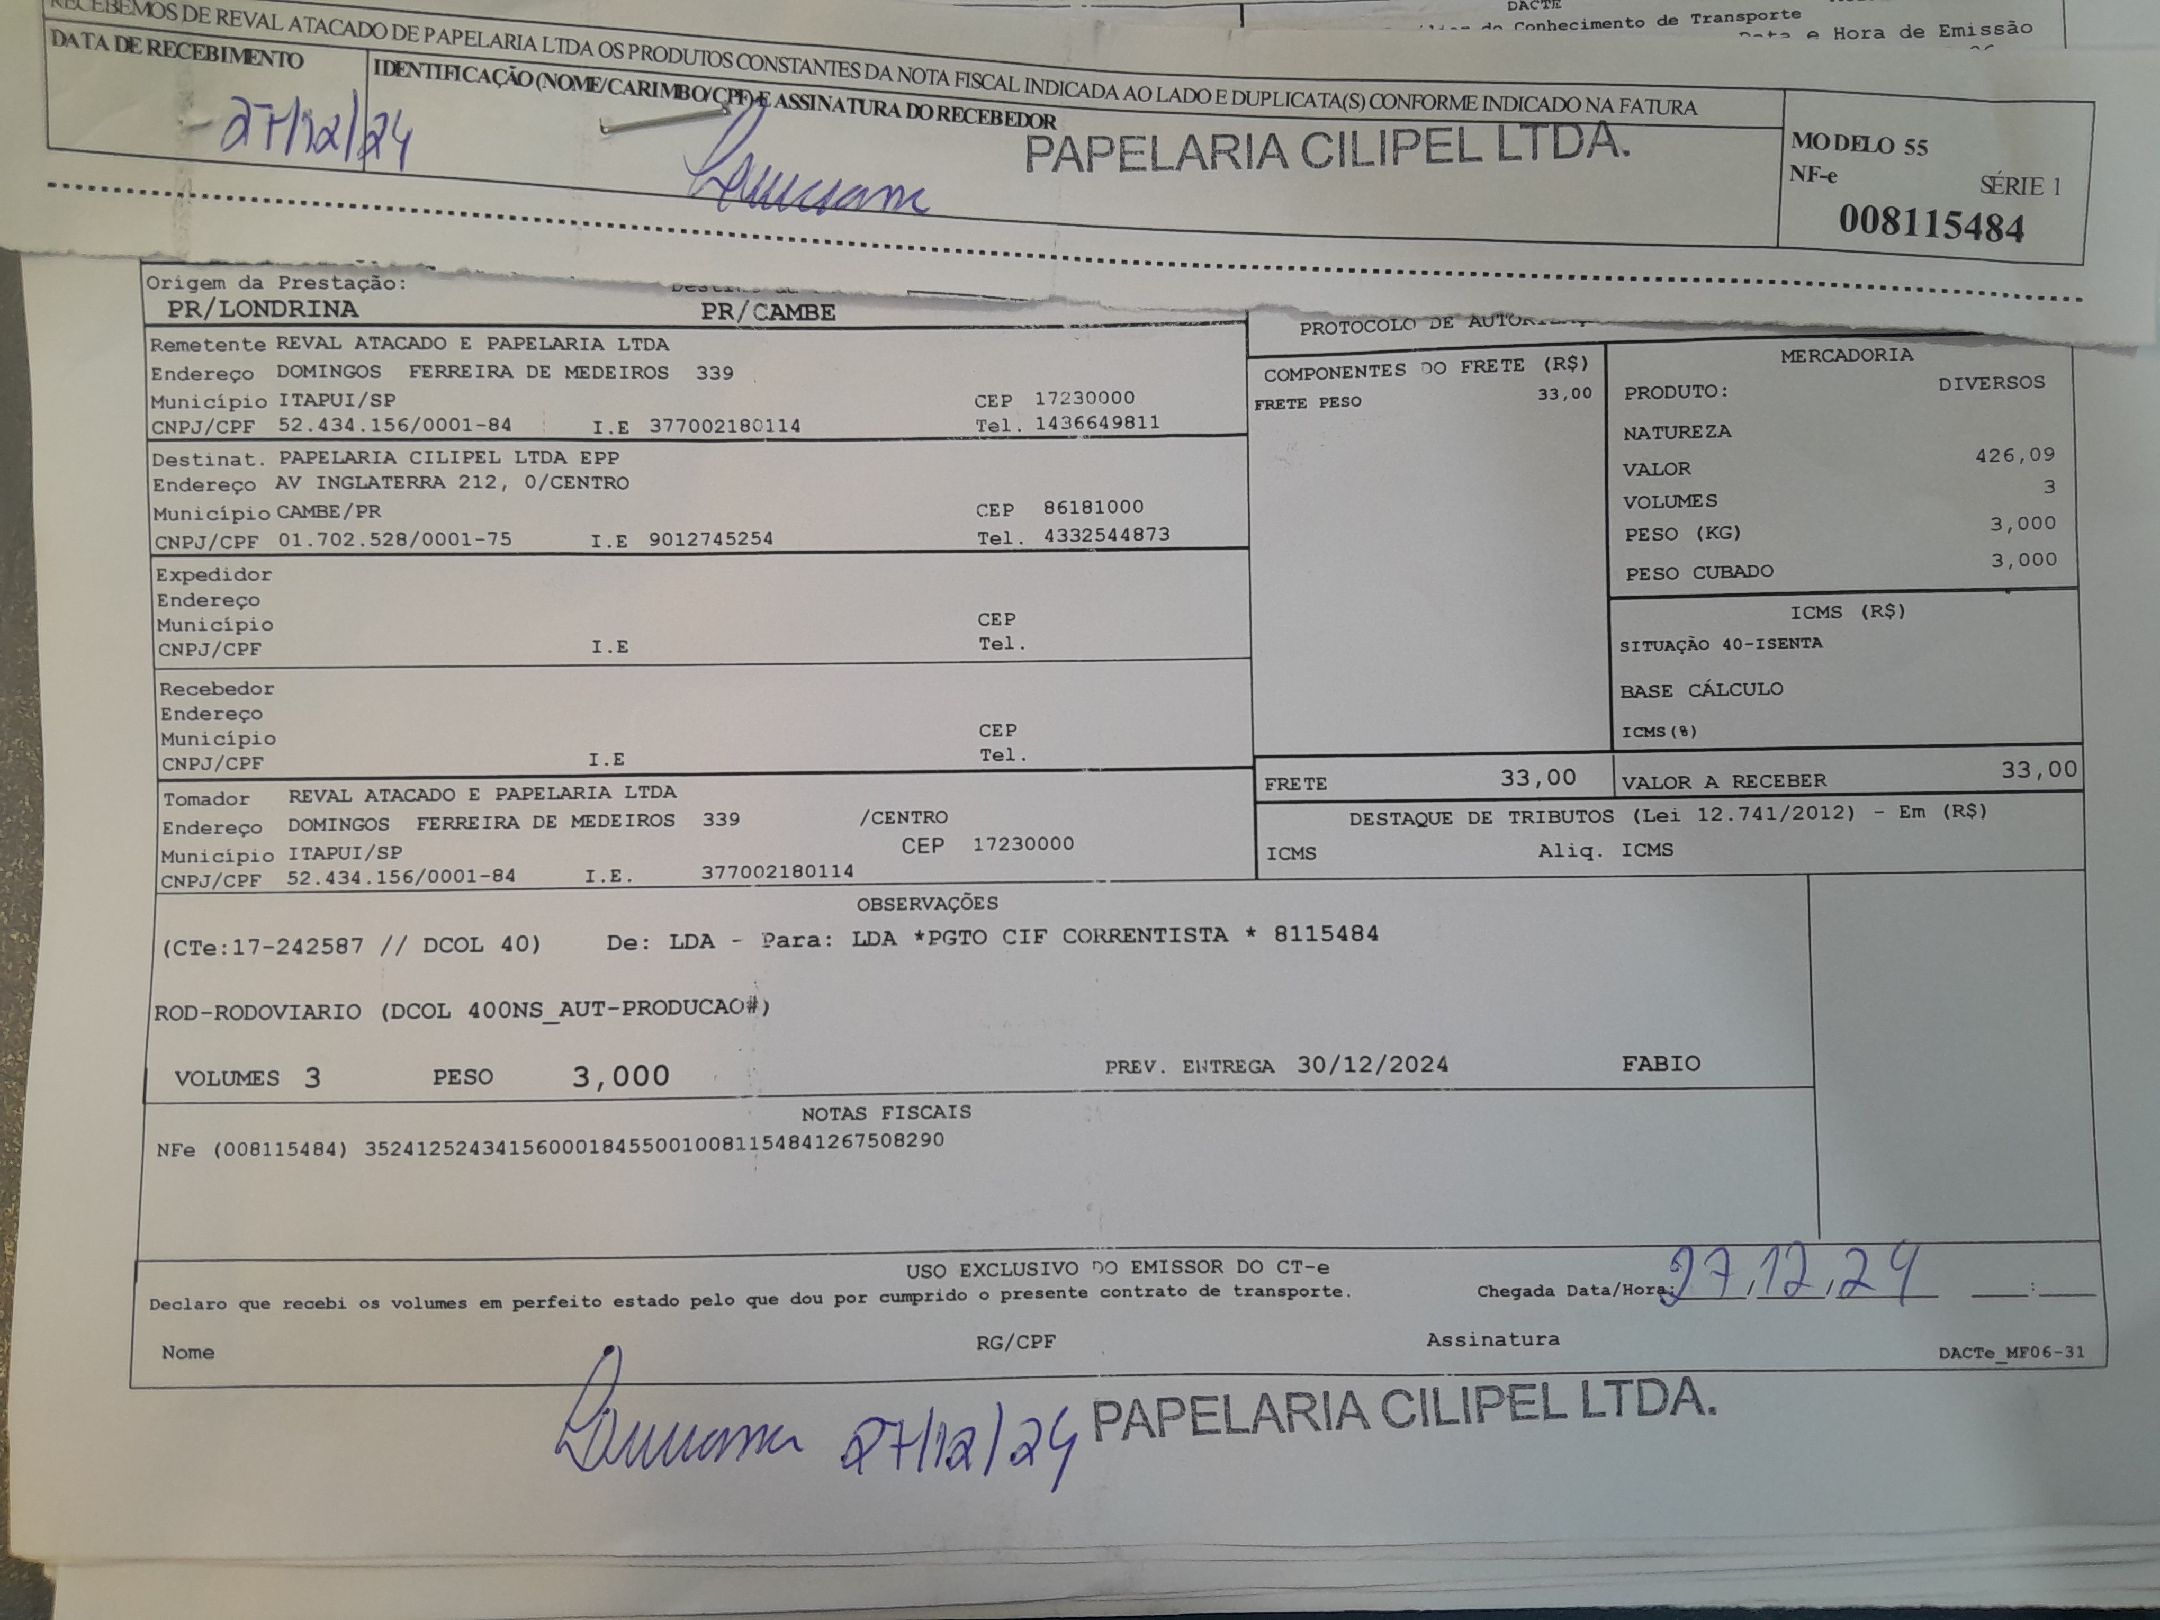 RECEBEMOS DE REVAL ATACADO DE PAPELARIA LTDA OS PRODUTOS CONSTANTES DA NOTA FISCAL INDICADA AO LADO E DUPLICATA(S) CONFORME INDICADO NA FATURA
DACTE
do Conhecimento de Transporte
e Hora de Emissão
DATA DE RECEBIMENTO
27/12/24
IDENTIFICAÇÃO (NOME/CARIMBO/CPF) E ASSINATURA DO RECEBEDOR
PAPELARIA CILIPEL LTDA.
MODELO 55
NF-e SÉRIE 1
008115484
Origem da Prestação:
PR/LONDRINA PR/CAMBE
PROTOCOLO DE
Remetente REVAL ATACADO E PAPELARIA LTDA
Endereço DOMINGOS FERREIRA DE MEDEIROS 339
Município ITAPUI/SP CEP 17230000
CNPJ/CPF 52.434.156/0001-84 I.E 377002180114 Tel. 1436649811
Destinat. PAPELARIA CILIPEL LTDA EPP
Endereço AV INGLATERRA 212, 0/CENTRO
Município CAMBE/PR CEP 86181000
CNPJ/CPF 01.702.528/0001-75 I.E 9012745254 Tel. 4332544873
Expedidor
Endereço
Município CEP
CNPJ/CPF I.E Tel.
Recebedor
Endereço
Município CEP
CNPJ/CPF I.E Tel.
Tomador REVAL ATACADO E PAPELARIA LTDA
Endereço DOMINGOS FERREIRA DE MEDEIROS 339 /CENTRO
Município ITAPUI/SP CEP 17230000
CNPJ/CPF 52.434.156/0001-84 I.E. 377002180114
COMPONENTES DO FRETE (R$)
FRETE PESO 33,00
MERCADORIA
PRODUTO: DIVERSOS
NATUREZA
VALOR 426,09
VOLUMES 3
PESO (KG) 3,000
PESO CUBADO 3,000
ICMS (R$)
SITUAÇÃO 40-ISENTA
BASE CÁLCULO
ICMS(%)
FRETE 33,00 VALOR A RECEBER 33,00
DESTAQUE DE TRIBUTOS (Lei 12.741/2012) - Em (R$)
ICMS Aliq. ICMS
OBSERVAÇÕES
(CTe:17-242587 // DCOL 40) De: LDA - Para: LDA *PGTO CIF CORRENTISTA * 8115484
ROD-RODOVIARIO (DCOL 400NS_AUT-PRODUCAO#)
VOLUMES 3 PESO 3,000 PREV. ENTREGA 30/12/2024 FABIO
NOTAS FISCAIS
NFe (008115484) 35241252434156000184550010081154841267508290
USO EXCLUSIVO DO EMISSOR DO CT-e
Declaro que recebi os volumes em perfeito estado pelo que dou por cumprido o presente contrato de transporte. Chegada Data/Hora: 27,12,24 :
Nome RG/CPF Assinatura
DACTe_MF06-31
27/12/24 PAPELARIA CILIPEL LTDA.